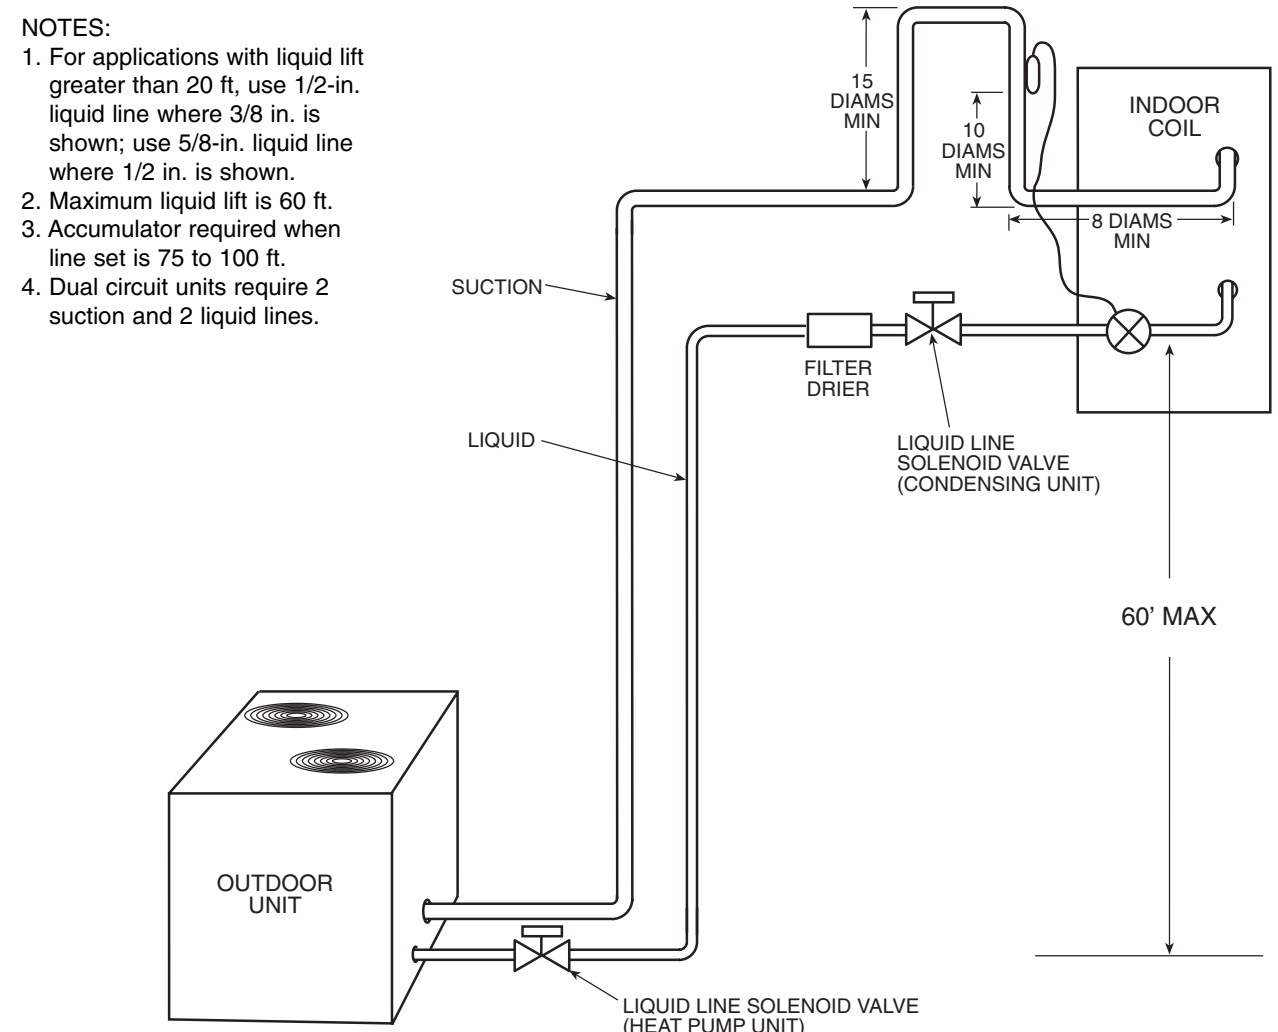 NOTES:
1. For applications with liquid lift
greater than 20 ft, use 1/2-in.
liquid line where 3/8 in. is
shown; use 5/8-in. liquid line
where 1/2 in. is shown.
2. Maximum liquid lift is 60 ft.
3. Accumulator required when
line set is 75 to 100 ft.
4. Dual circuit units require 2
suction and 2 liquid lines.
15
DIAMS
MIN
10
DIAMS
MIN
INDOOR
COIL
8 DIAMS
MIN
SUCTION
FILTER
DRIER
LIQUID
LIQUID LINE
SOLENOID VALVE
(CONDENSING UNIT)
60' MAX
OUTDOOR
UNIT
LIQUID LINE SOLENOID VALVE
(HEAT PUMP UNIT)